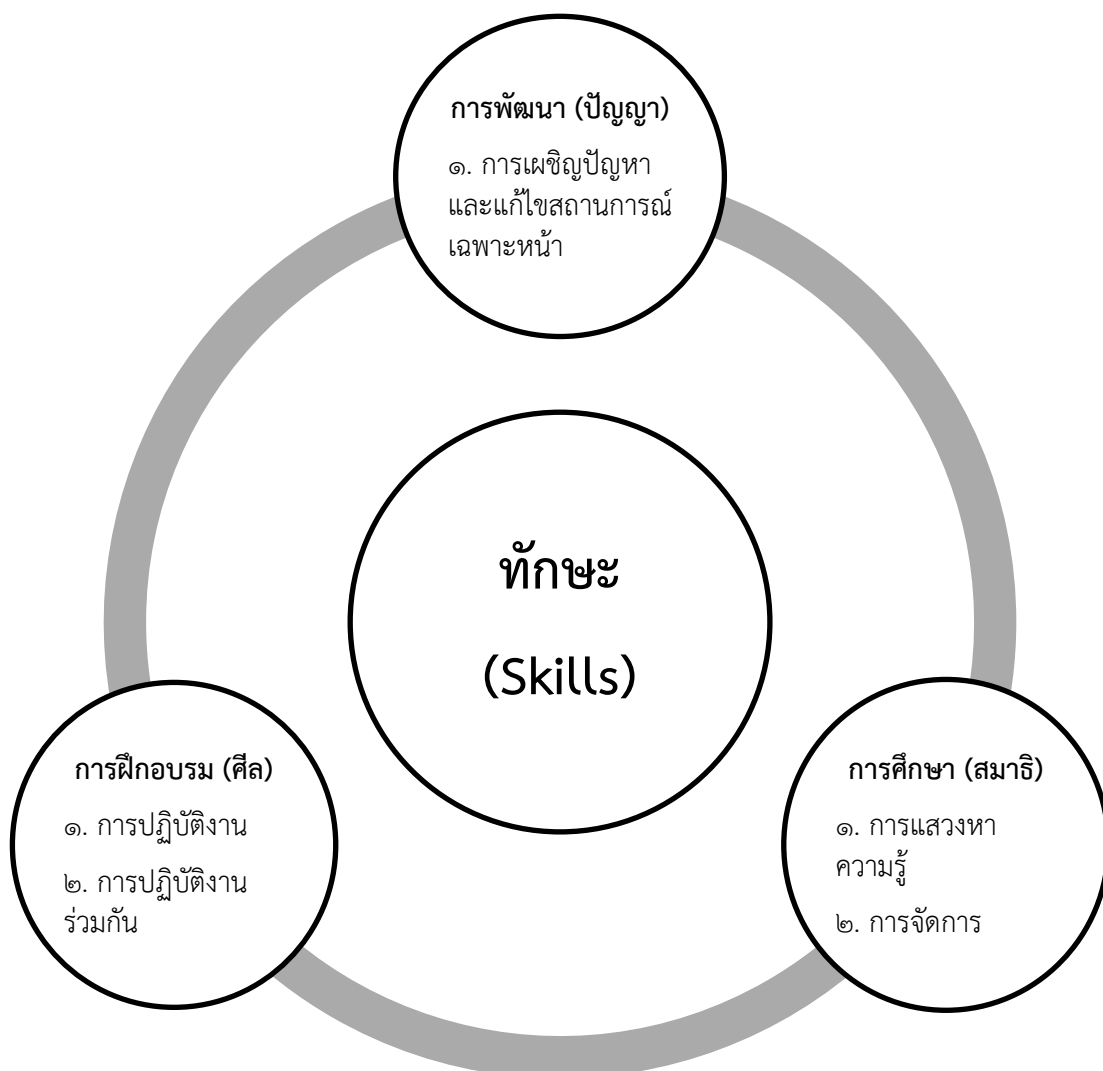 การพัฒนา (ปัญญา)
๑. การเผชิญปัญหา
และแก้ไขสถานการณ์
เฉพาะหน้า
ทักษะ
(Skills)
การฝึกอบรม (ศีล)
๑. การปฏิบัติงาน
๒. การปฏิบัติงาน
ร่วมกัน
การศึกษา (สมาธิ)
๑. การแสวงหา
ความรู้
๒. การจัดการ